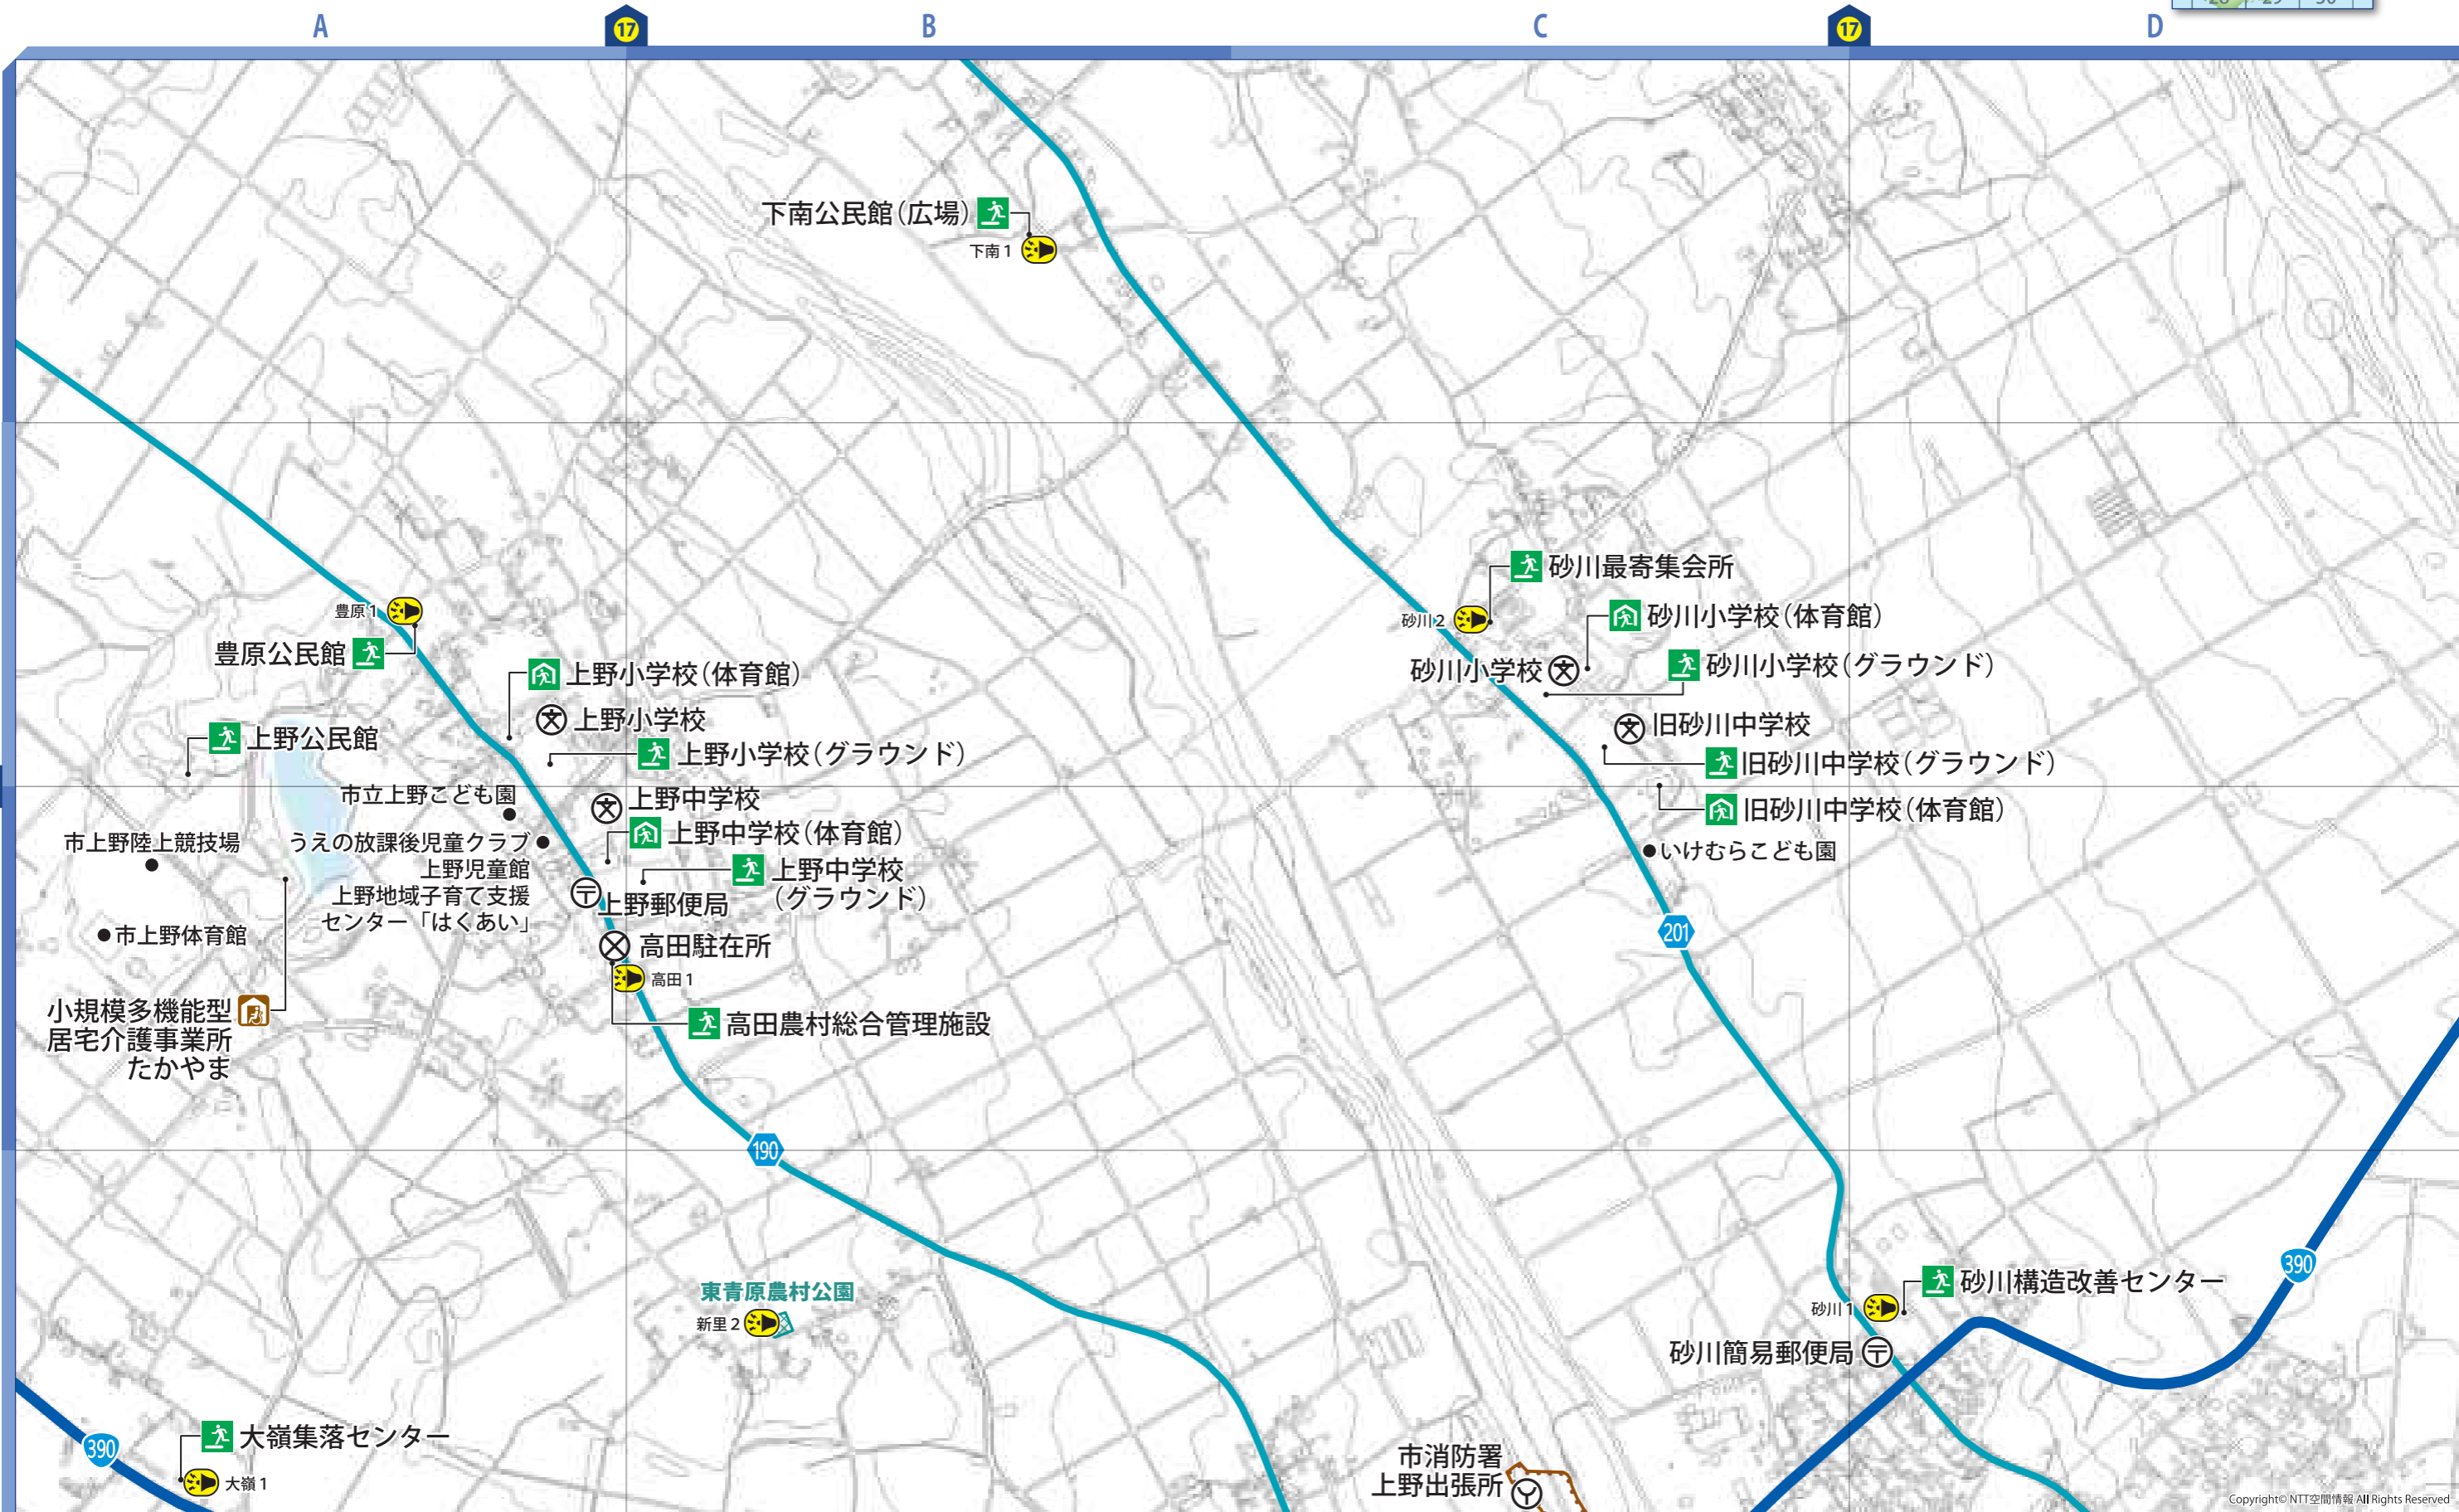 A
17
B
C
17
D
28
29
30
下南公民館（広場）
下南1
砂川最寄集会所
砂川2
砂川小学校（体育館）
砂川小学校
砂川小学校（グラウンド）
旧砂川中学校
旧砂川中学校（グラウンド）
旧砂川中学校（体育館）
いけむらこども園
201
豊原1
豊原公民館
上野小学校（体育館）
上野小学校
上野公民館
上野小学校（グラウンド）
市立上野こども園
上野中学校
上野中学校（体育館）
市上野陸上競技場
うえの放課後児童クラブ
上野児童館
上野地域子育て支援
センター「はくあい」
上野中学校
（グラウンド）
上野郵便局
市上野体育館
高田駐在所
高田1
小規模多機能型
居宅介護事業所
たかやま
高田農村総合管理施設
190
東青原農村公園
新里2
砂川構造改善センター
砂川1
390
砂川簡易郵便局
大嶺集落センター
390
大嶺1
市消防署
上野出張所
Copyright© NTT空間情報 All Rights Reserved